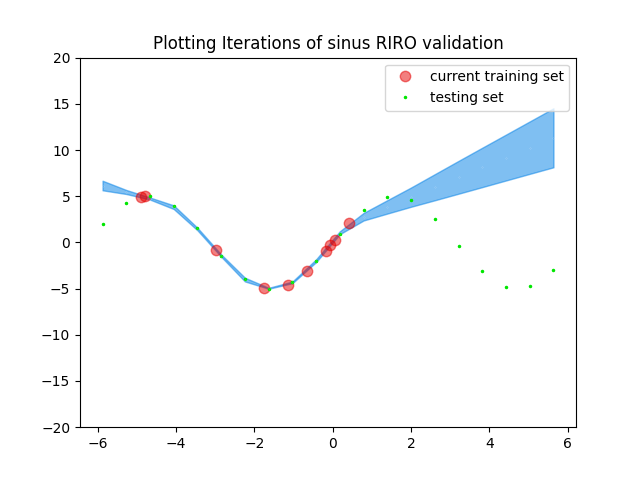 Plotting Iterations of sinus RIRO validation
current training set
testing set
20
15
10
5
0
−5
−10
−15
−20
−6 −4 −2 0 2 4 6